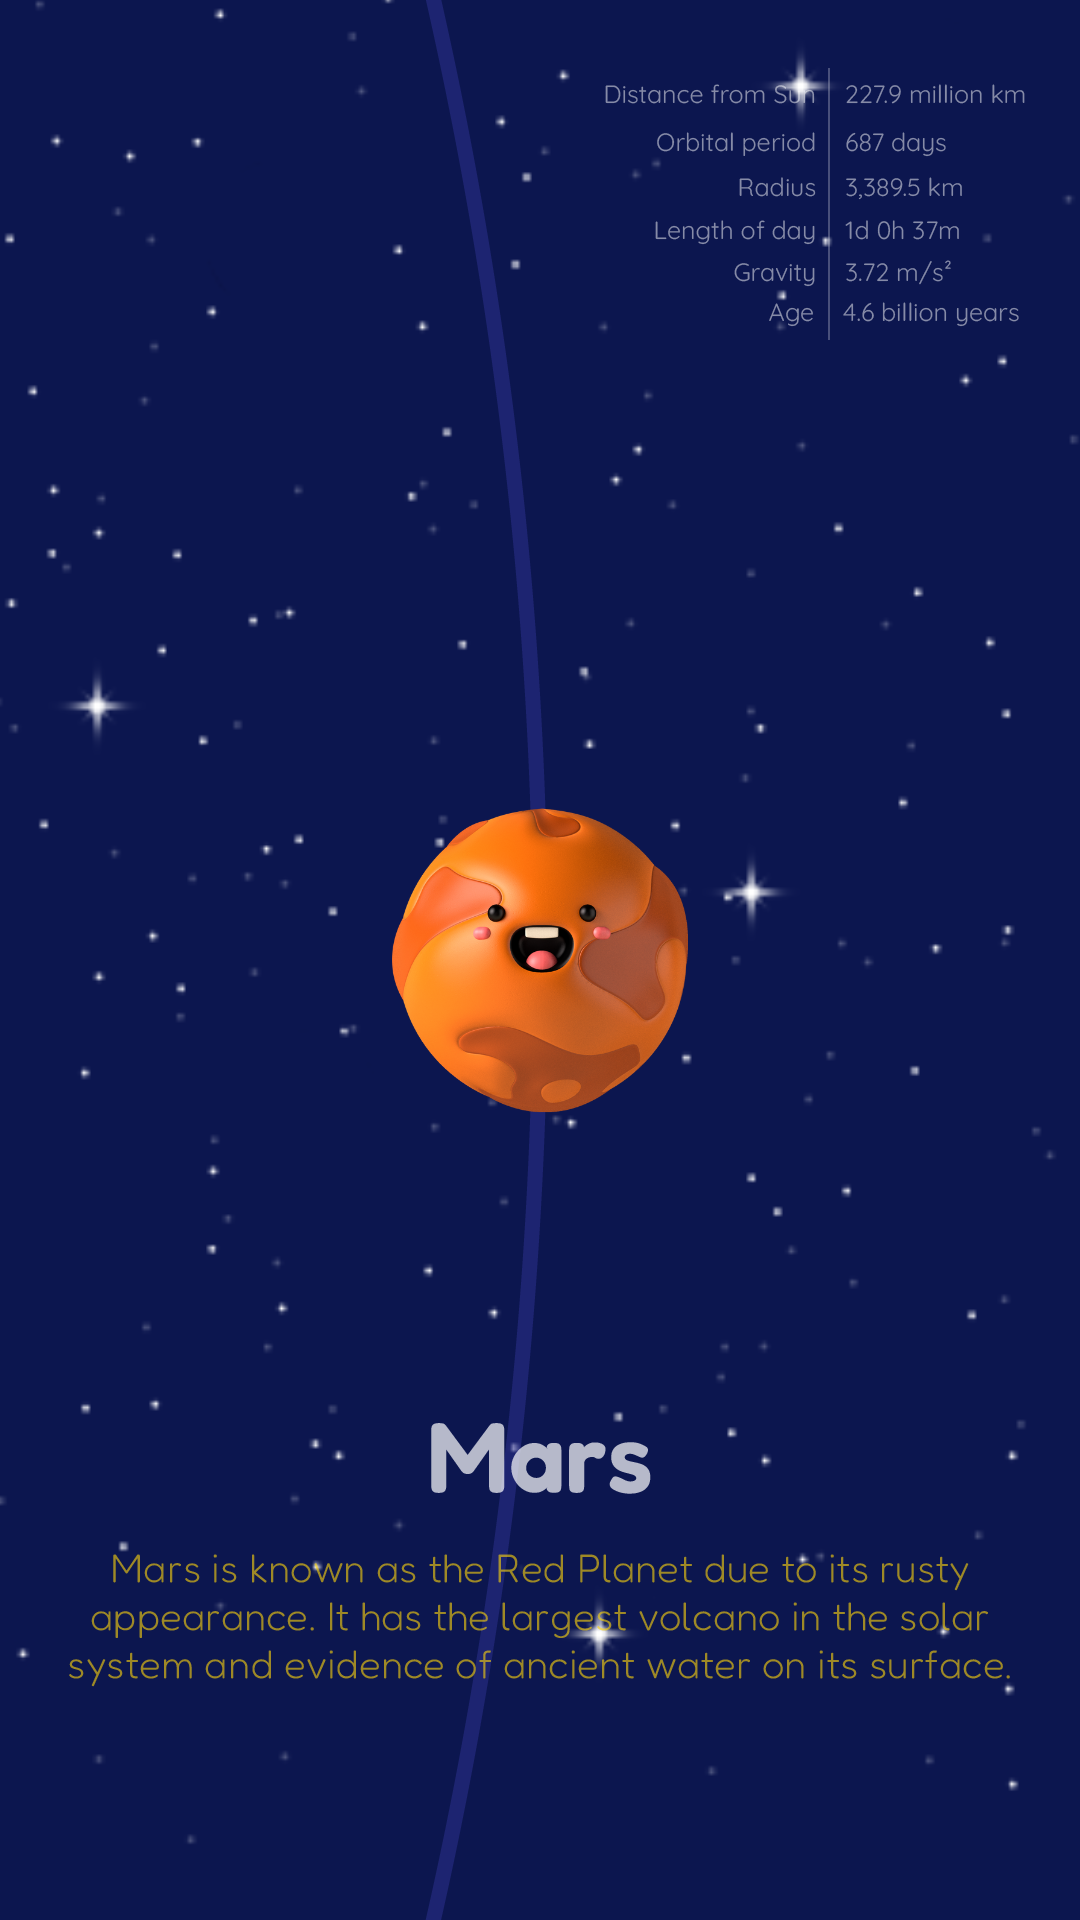 Distance from Sun 227.9 million km
Orbital period 687 days
Radius 3,389.5 km
Length of day 1d 0h 37m
Gravity 3.72 m/s²
Age 4.6 billion years
Mars
Mars is known as the Red Planet due to its rusty
appearance. It has the largest volcano in the solar
system and evidence of ancient water on its surface.